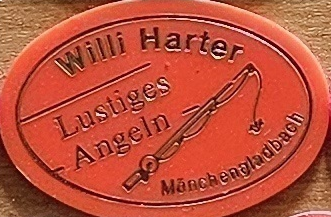 Willi Harter
Lustiges
Angeln
Mönchengladbach